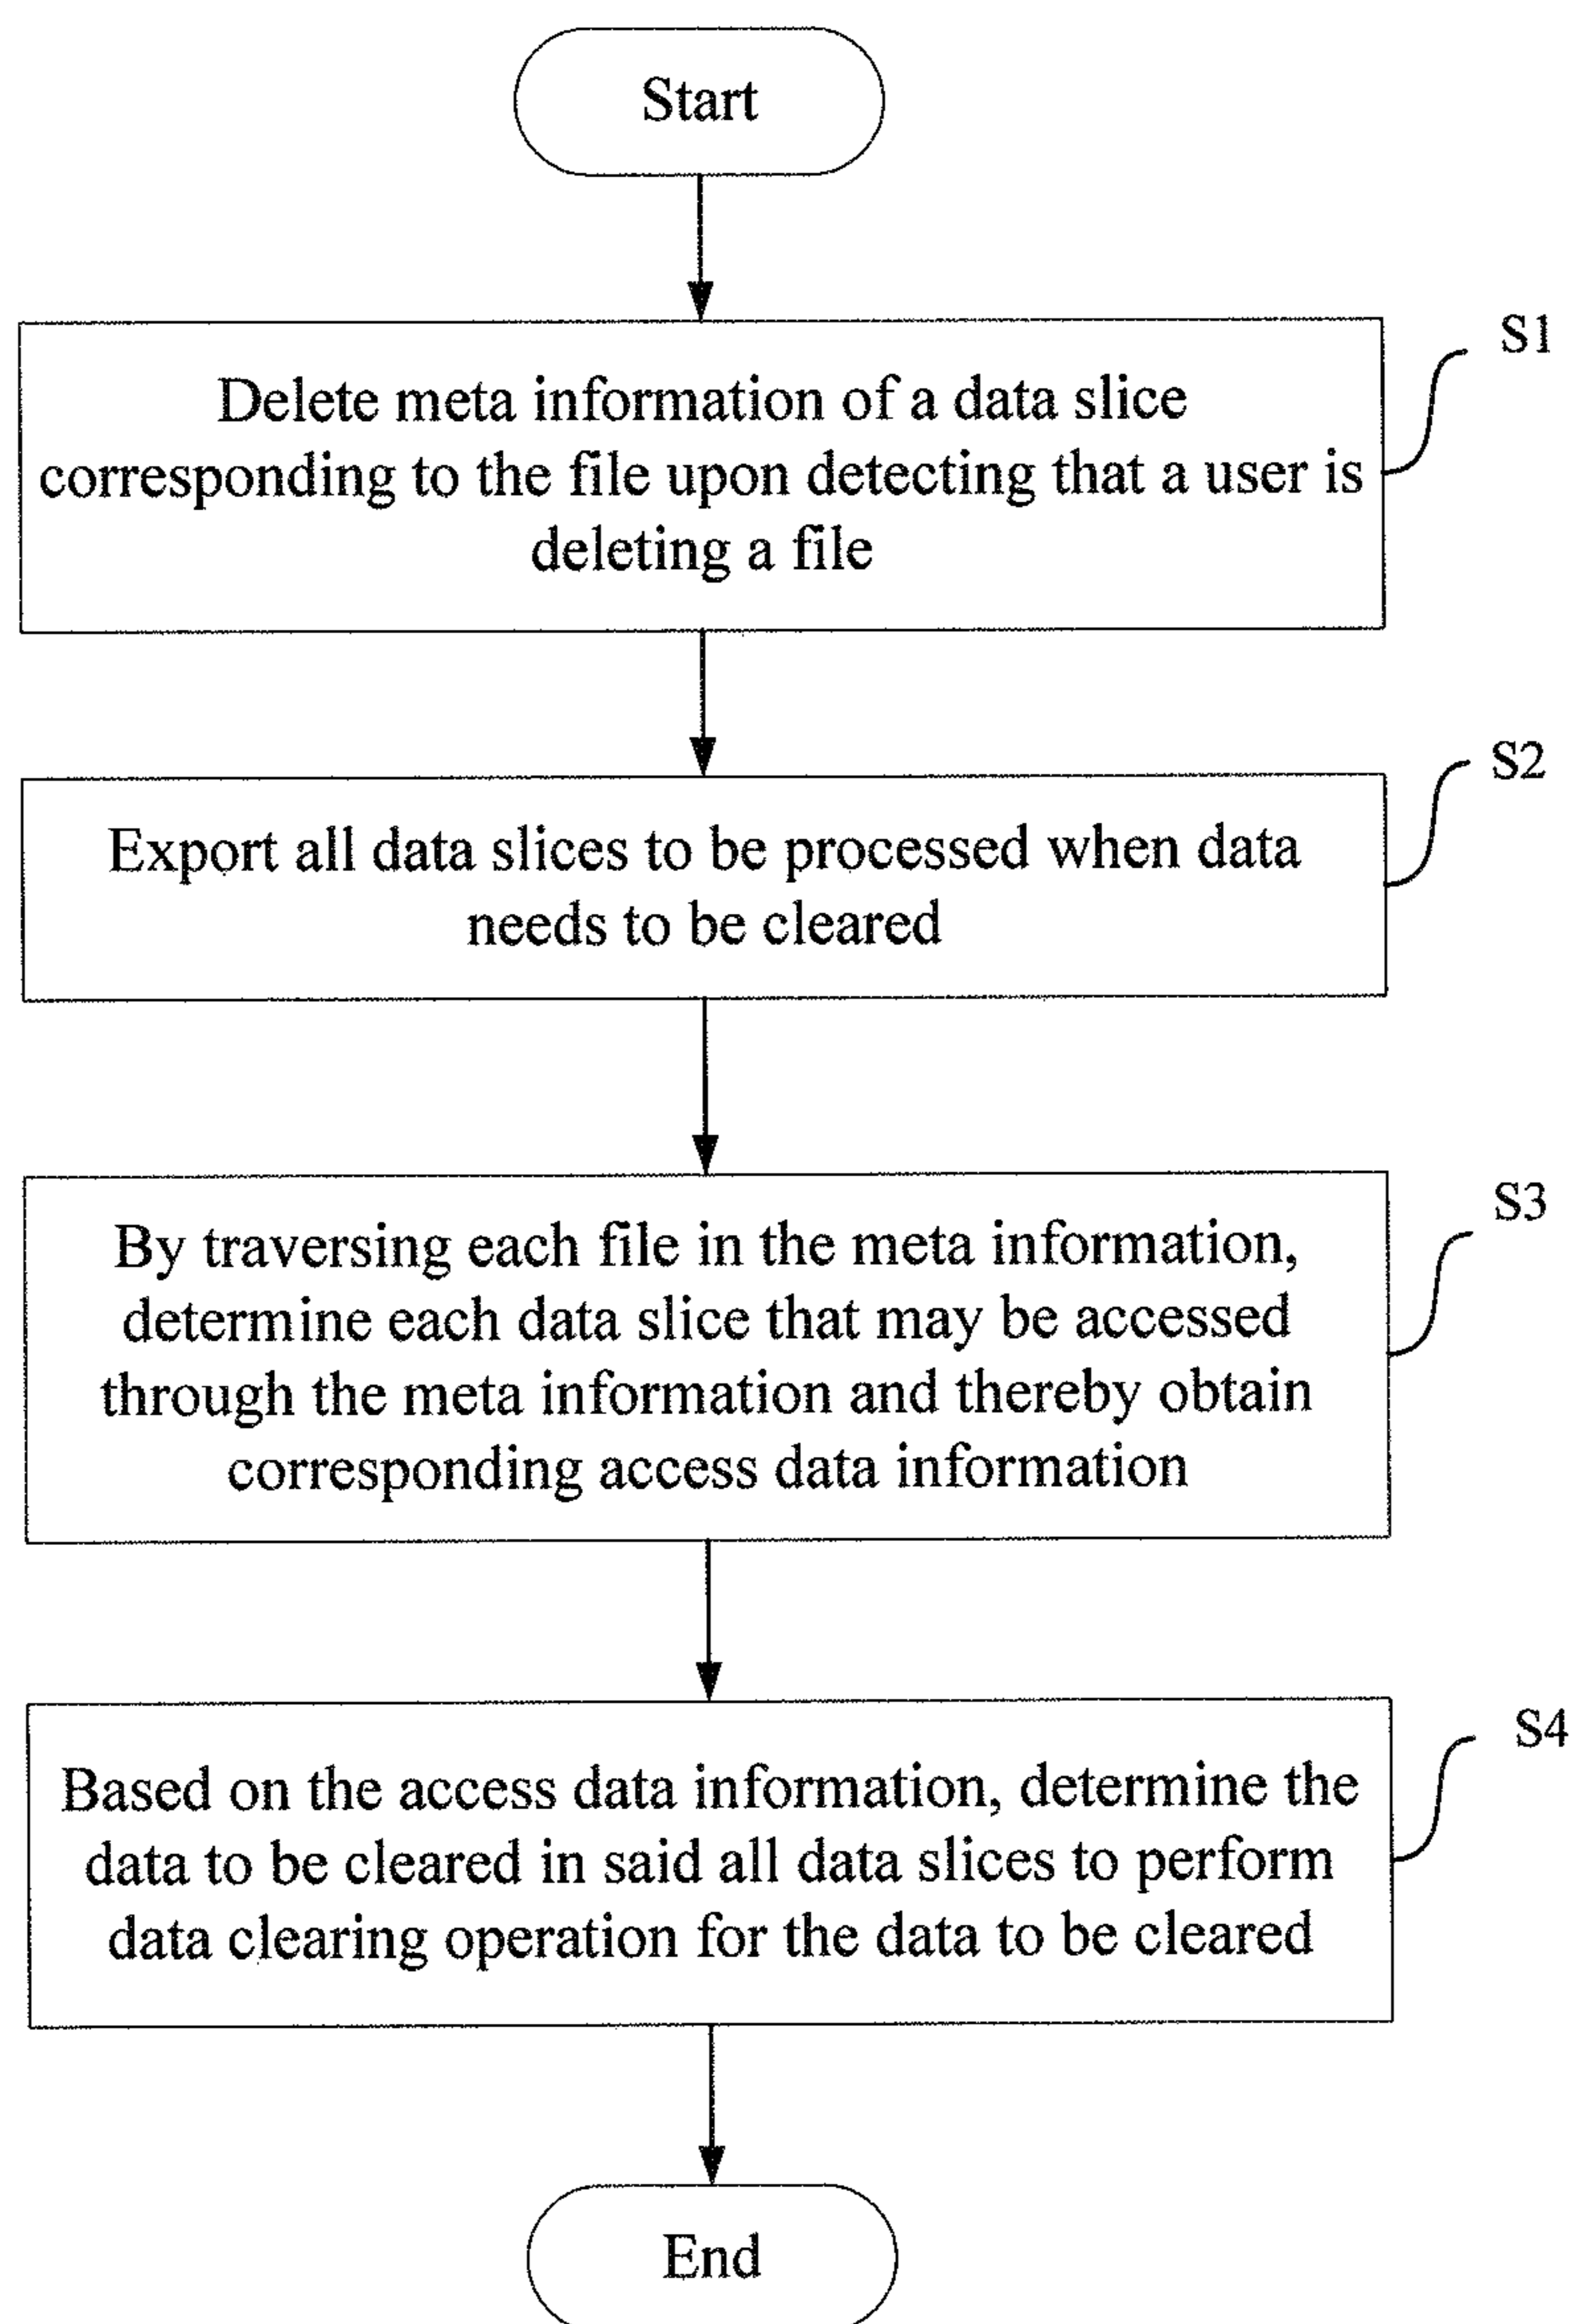 Start
S1
Delete meta information of a data slice
corresponding to the file upon detecting that a user is
deleting a file
S2
Export all data slices to be processed when data
needs to be cleared
S3
By traversing each file in the meta information,
determine each data slice that may be accessed
through the meta information and thereby obtain
corresponding access data information
S4
Based on the access data information, determine the
data to be cleared in said all data slices to perform
data clearing operation for the data to be cleared
End